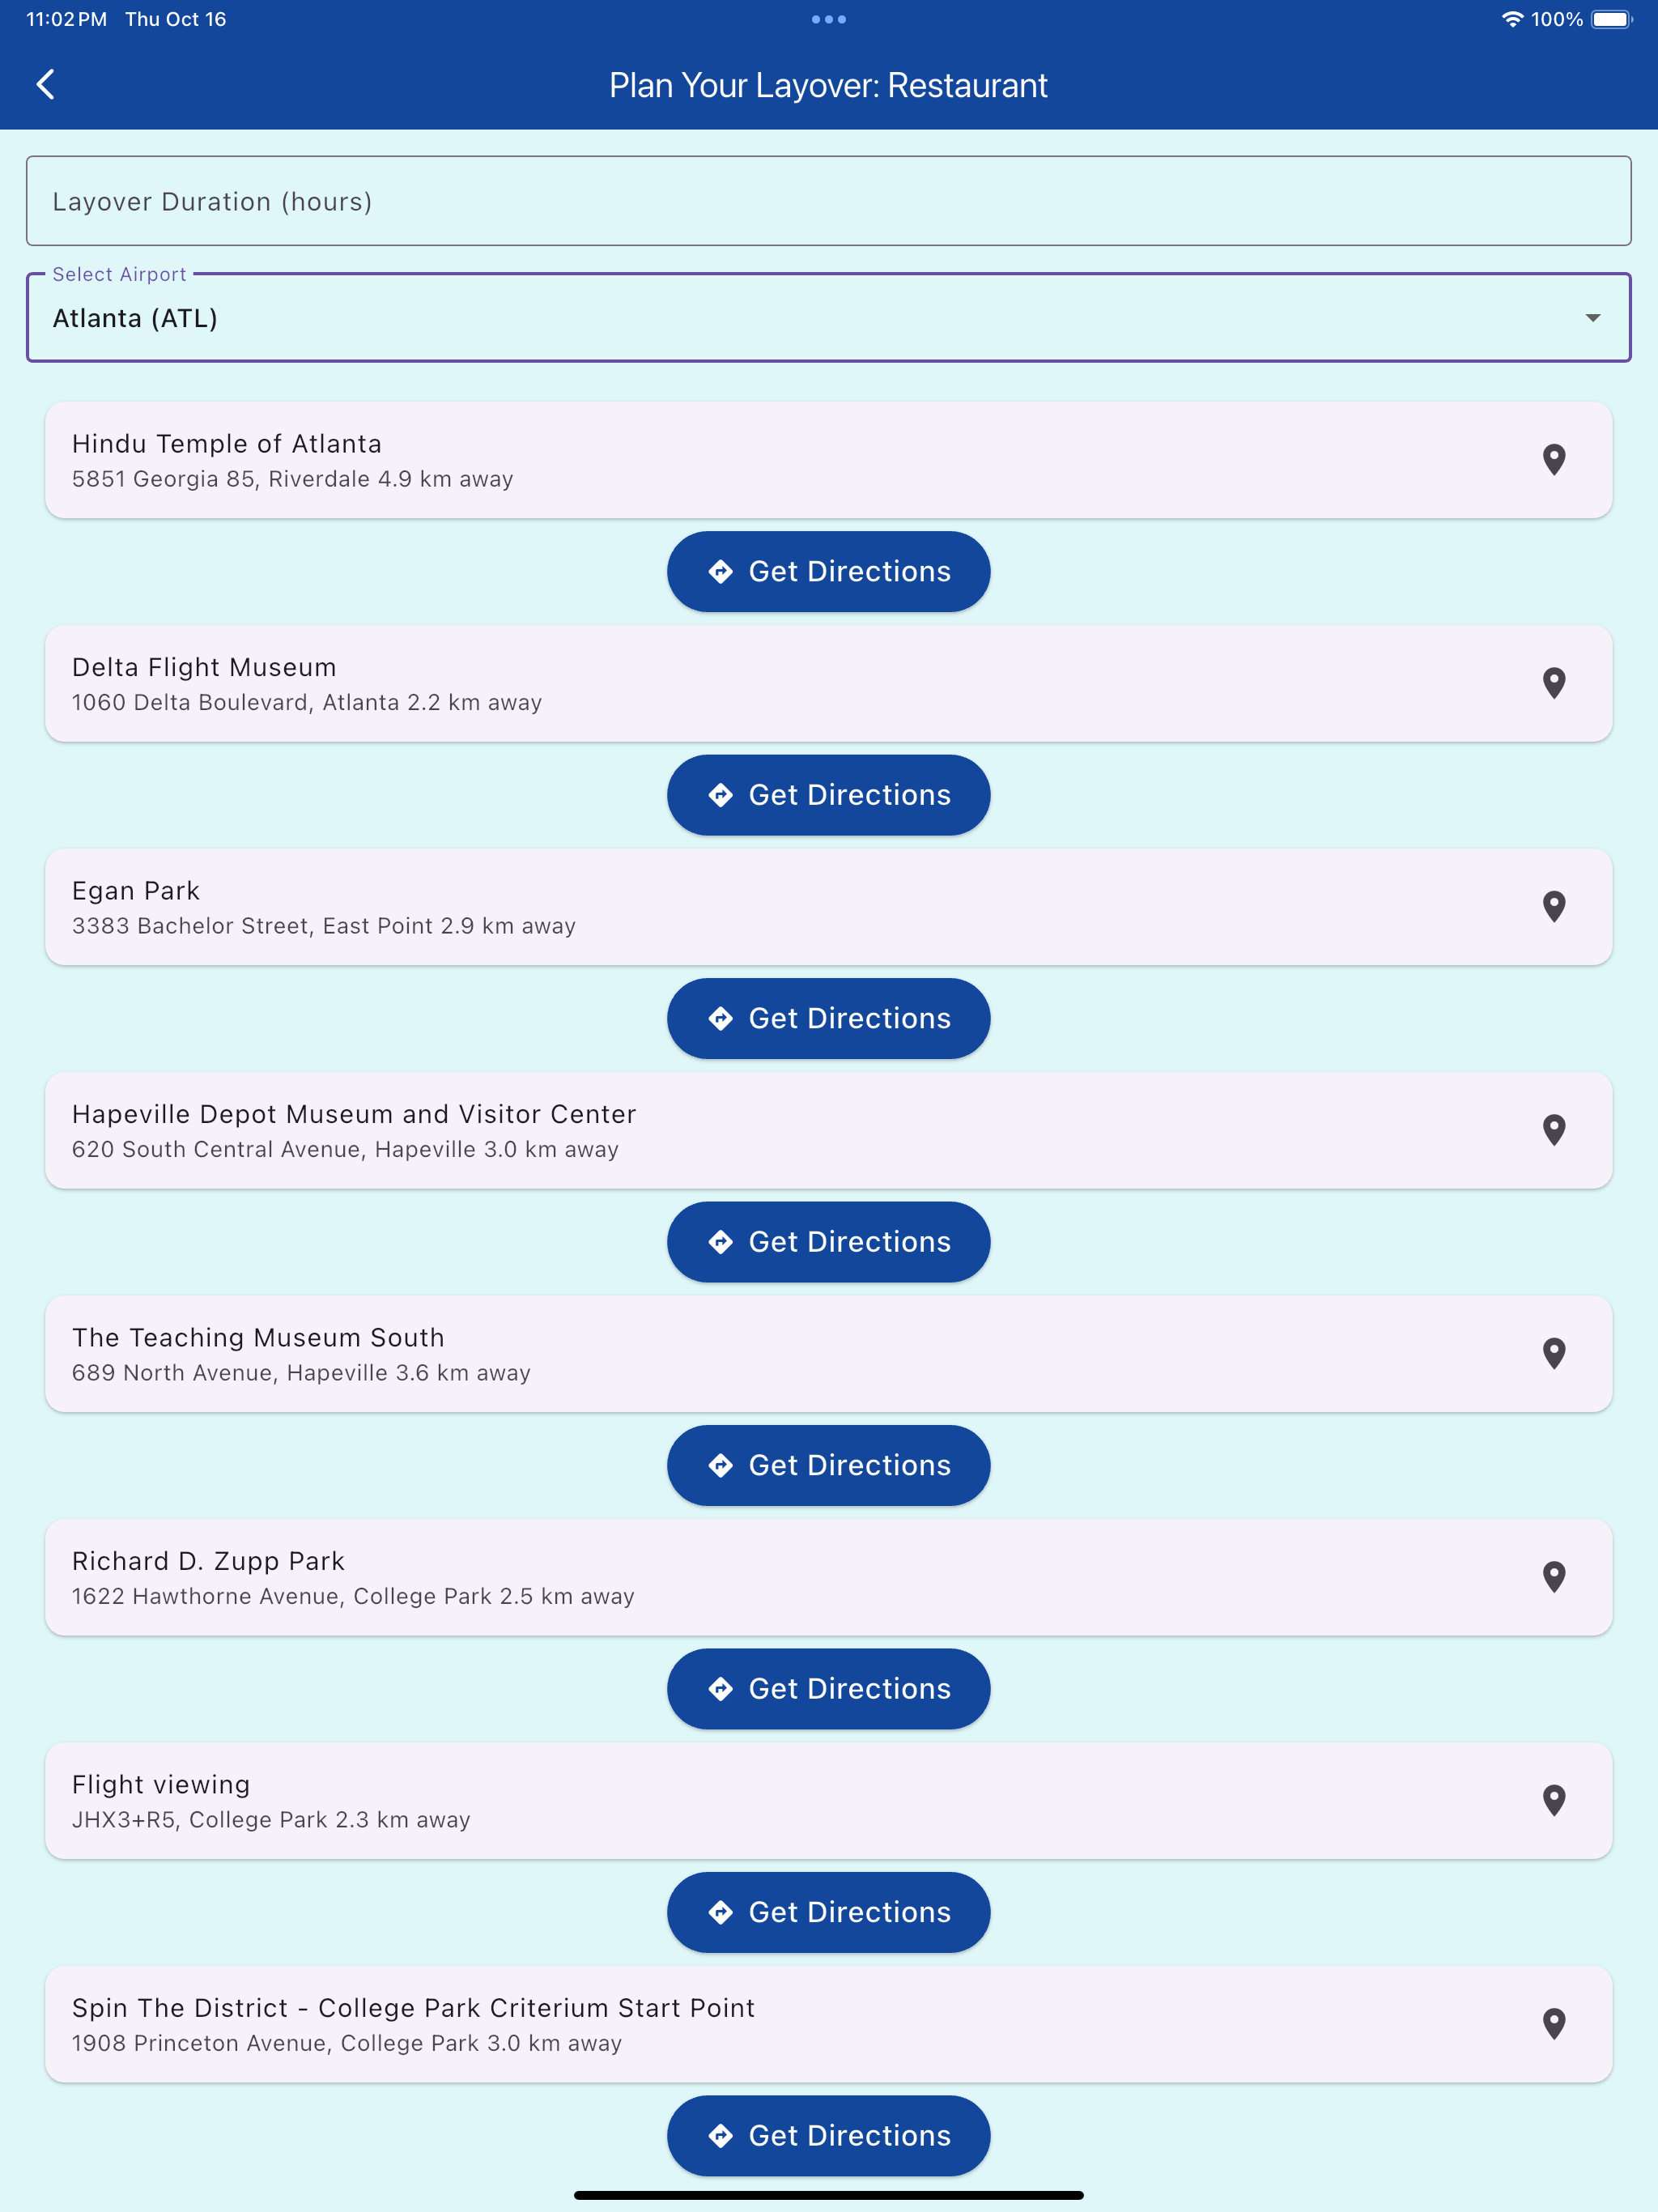 11:02 PM Thu Oct 16
100%
Plan Your Layover: Restaurant
Layover Duration (hours)
Select Airport
Atlanta (ATL)
Hindu Temple of Atlanta
5851 Georgia 85, Riverdale 4.9 km away
Get Directions
Delta Flight Museum
1060 Delta Boulevard, Atlanta 2.2 km away
Get Directions
Egan Park
3383 Bachelor Street, East Point 2.9 km away
Get Directions
Hapeville Depot Museum and Visitor Center
620 South Central Avenue, Hapeville 3.0 km away
Get Directions
The Teaching Museum South
689 North Avenue, Hapeville 3.6 km away
Get Directions
Richard D. Zupp Park
1622 Hawthorne Avenue, College Park 2.5 km away
Get Directions
Flight viewing
JHX3+R5, College Park 2.3 km away
Get Directions
Spin The District - College Park Criterium Start Point
1908 Princeton Avenue, College Park 3.0 km away
Get Directions